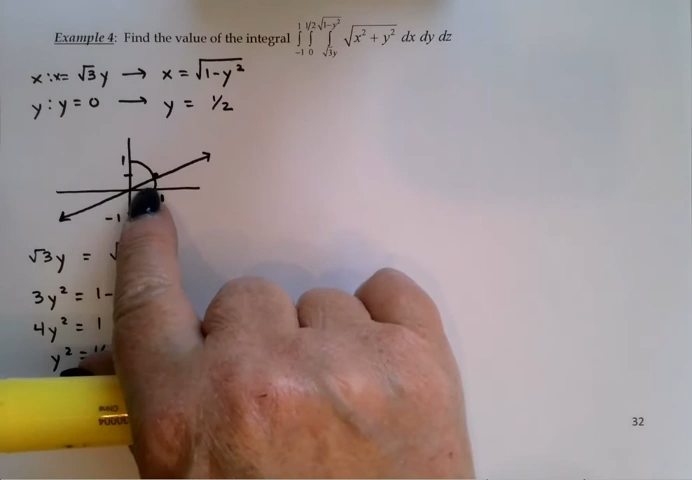 Example 4: Find the value of the integral ∫₋₁¹ ∫₀^{1/2} ∫_{√3y}^{√(1-y²)} √(x² + y²) dx dy dz
x: x= √3 y → x = √(1-y²)
y: y = 0 → y = 1/2
1
1
-1
√3y = √
3y² = 1-
4y² = 1
y² =
32